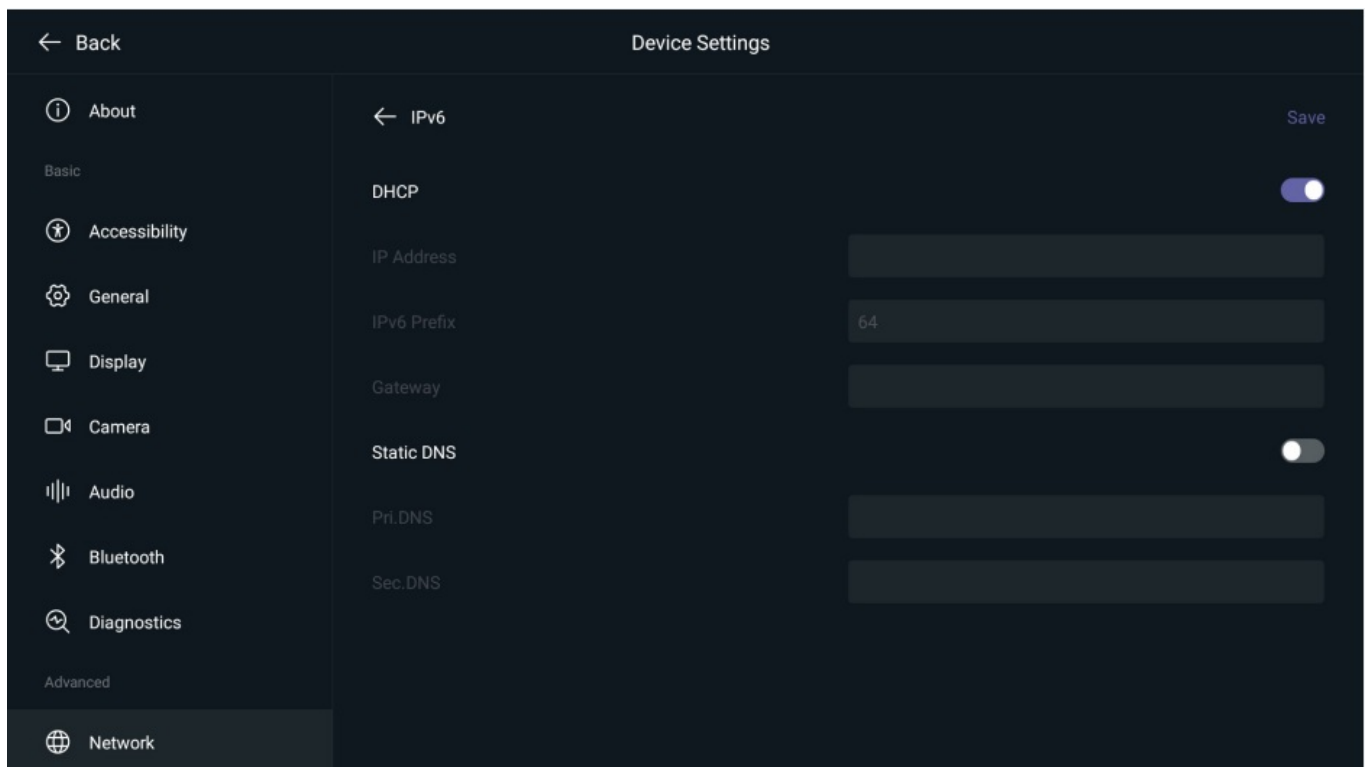 Back
Device Settings
About
Basic
Accessibility
General
Display
Camera
Audio
Bluetooth
Diagnostics
Advanced
Network
IPv6
Save
DHCP
IP Address
IPv6 Prefix
64
Gateway
Static DNS
Pri.DNS
Sec.DNS